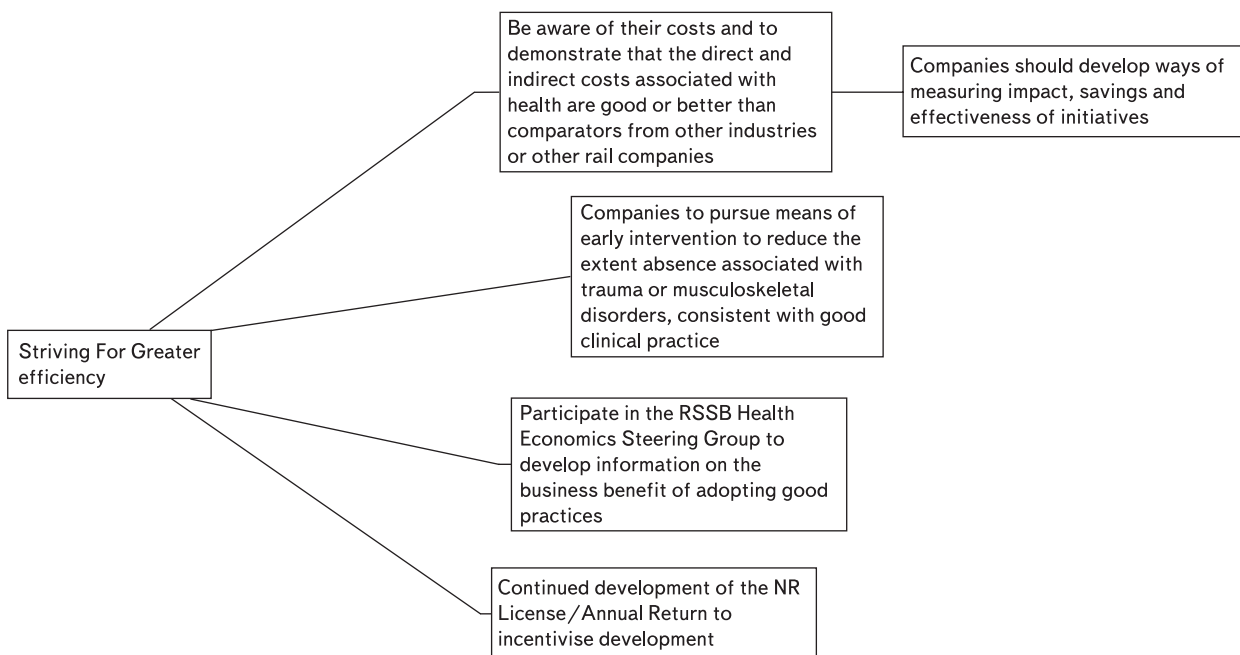 Be aware of their costs and to
demonstrate that the direct and
indirect costs associated with
health are good or better than
comparators from other industries
or other rail companies
Companies should develop ways of
measuring impact, savings and
effectiveness of initiatives
Companies to pursue means of
early intervention to reduce the
extent absence associated with
trauma or musculoskeletal
disorders, consistent with good
clinical practice
Striving For Greater
efficiency
Participate in the RSSB Health
Economics Steering Group to
develop information on the
business benefit of adopting good
practices
Continued development of the NR
License/Annual Return to
incentivise development